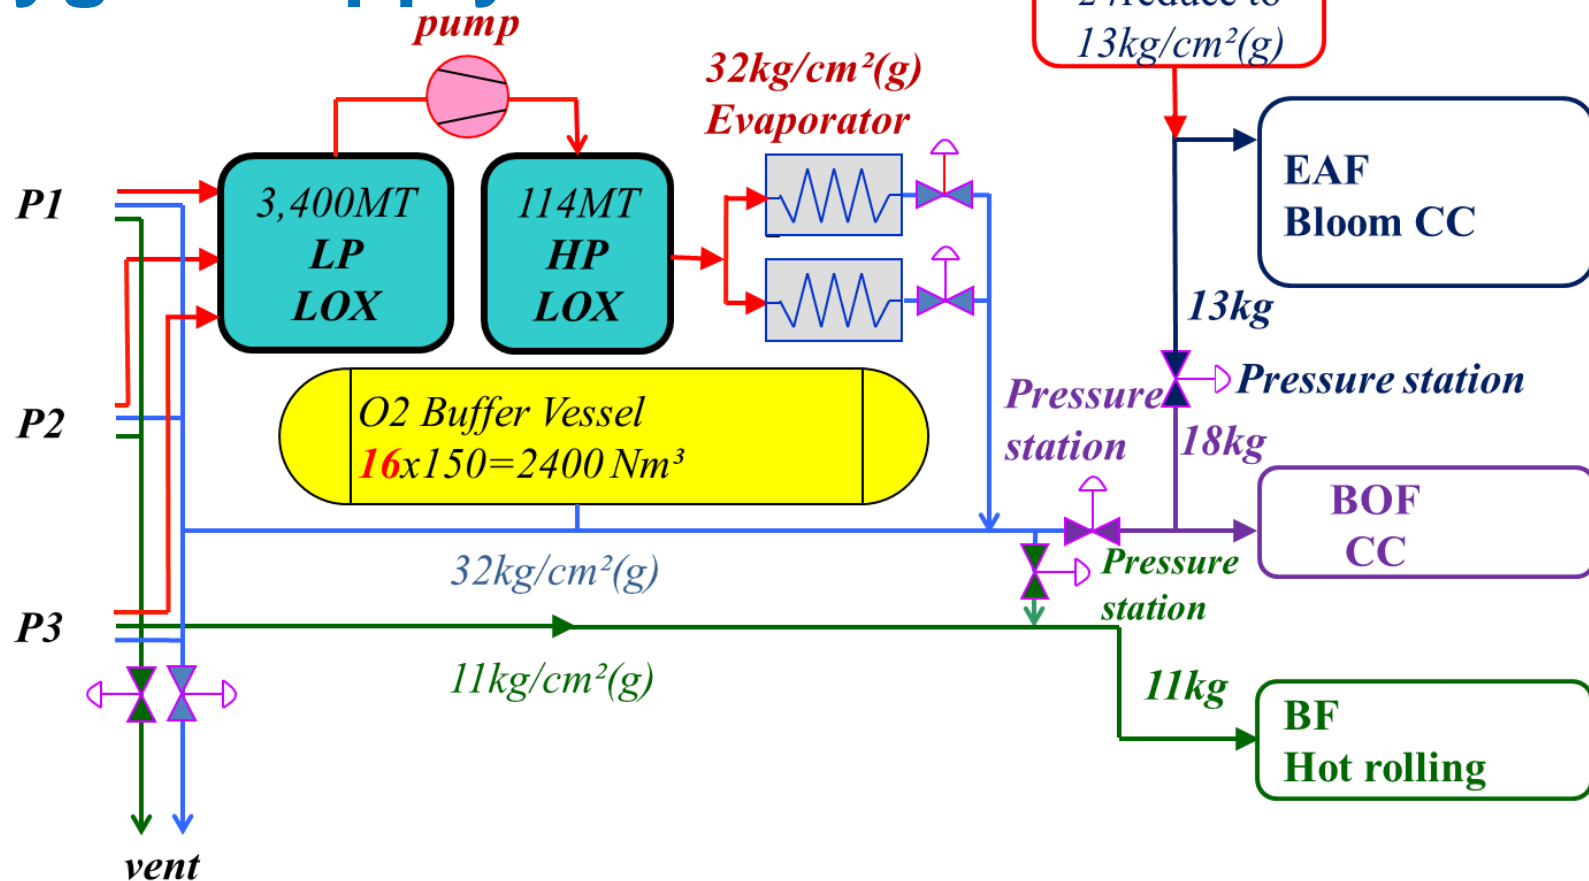 pump
13kg/cm²(g)
32kg/cm²(g)
Evaporator
P1
3,400MT
LP
LOX
114MT
HP
LOX
EAF
Bloom CC
13kg
Pressure station
P2
O2 Buffer Vessel
16x150=2400 Nm³
Pressure
station
18kg
BOF
CC
32kg/cm²(g)
Pressure
station
P3
11kg/cm²(g)
11kg
BF
Hot rolling
vent